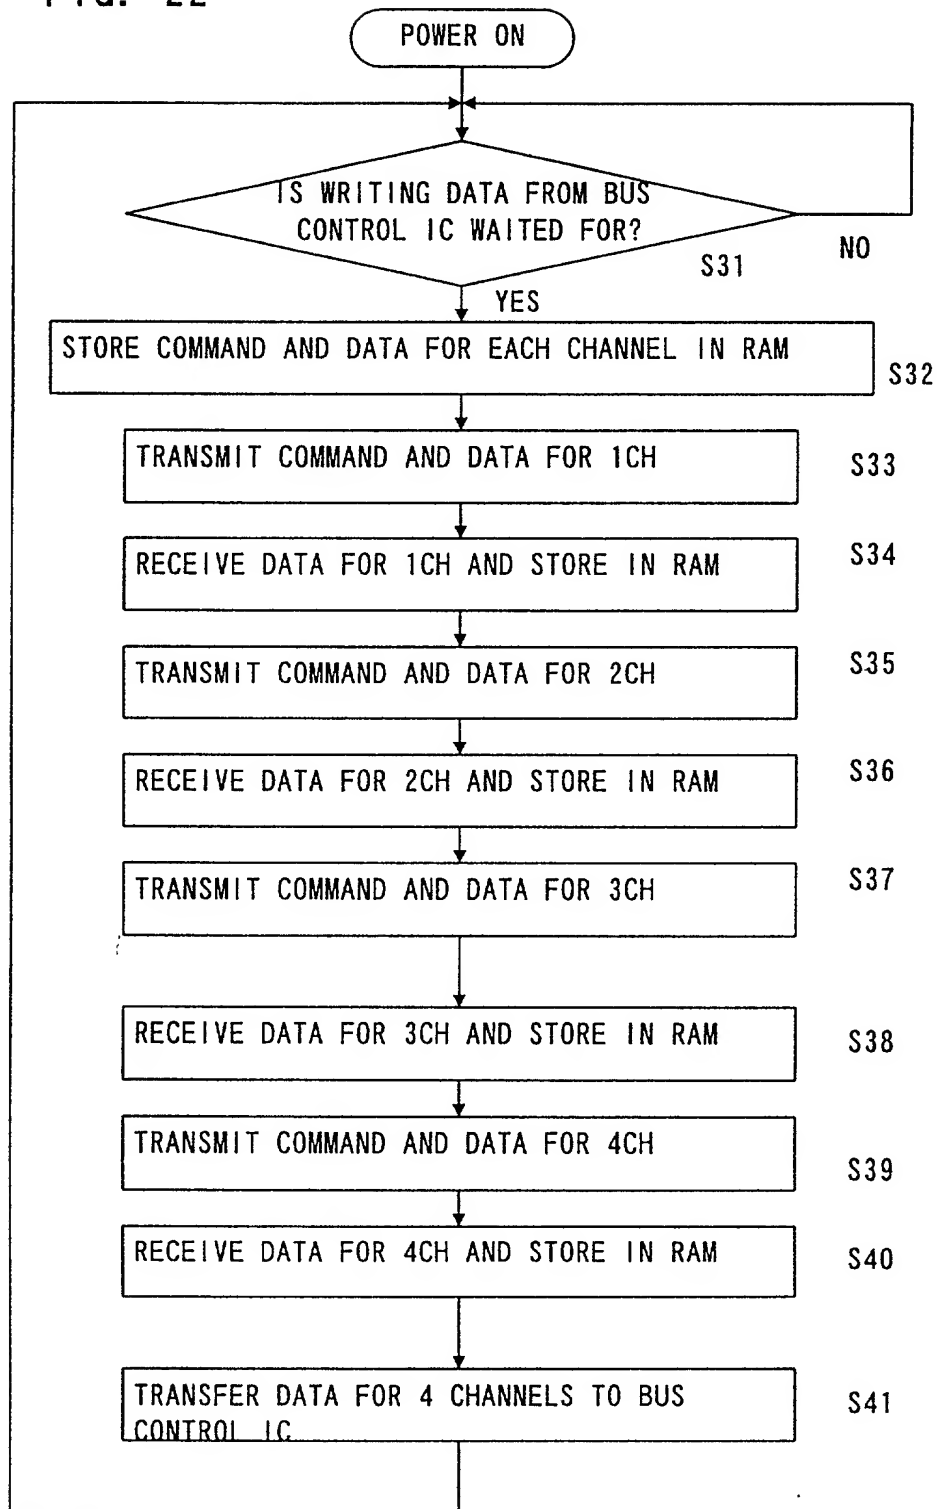 FIG. 22
POWER ON
IS WRITING DATA FROM BUS
CONTROL IC WAITED FOR?
S31
NO
YES
STORE COMMAND AND DATA FOR EACH CHANNEL IN RAM
S32
TRANSMIT COMMAND AND DATA FOR 1CH
S33
RECEIVE DATA FOR 1CH AND STORE IN RAM
S34
TRANSMIT COMMAND AND DATA FOR 2CH
S35
RECEIVE DATA FOR 2CH AND STORE IN RAM
S36
TRANSMIT COMMAND AND DATA FOR 3CH
S37
RECEIVE DATA FOR 3CH AND STORE IN RAM
S38
TRANSMIT COMMAND AND DATA FOR 4CH
S39
RECEIVE DATA FOR 4CH AND STORE IN RAM
S40
TRANSFER DATA FOR 4 CHANNELS TO BUS
CONTROL IC
S41